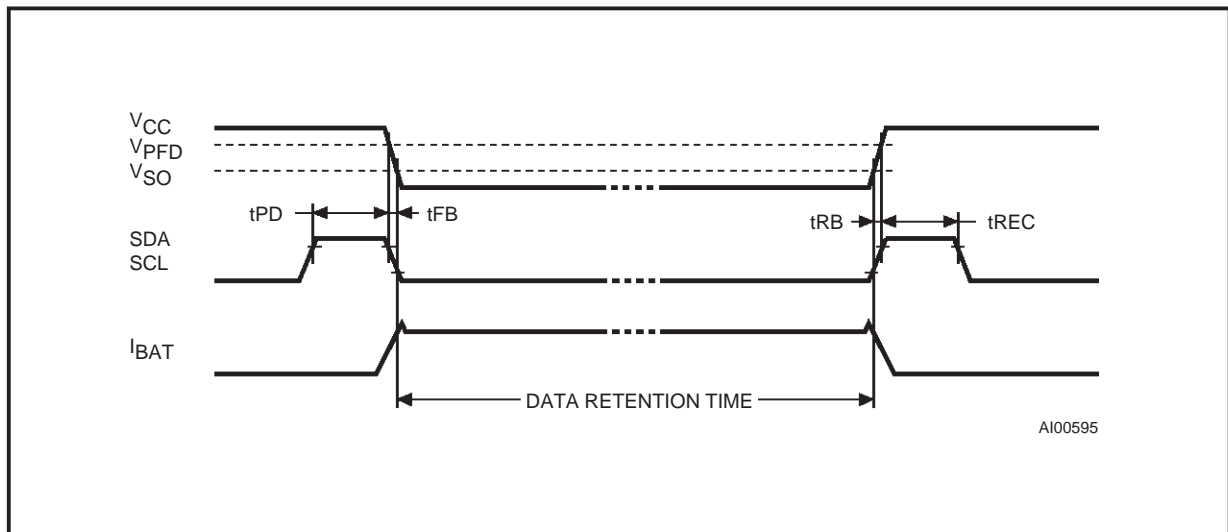 VCC
VPFD
VSO
tPD tFB tRB tREC
SDA
SCL
IBAT
DATA RETENTION TIME
AI00595